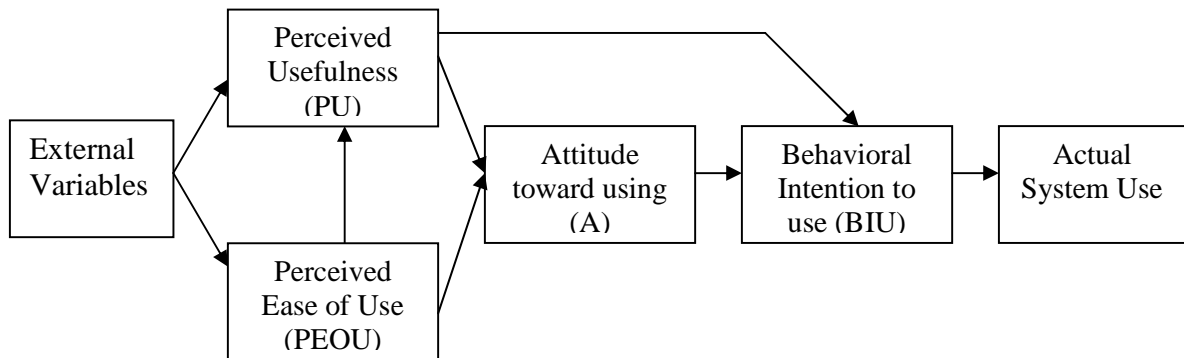 External
Variables
Perceived
Usefulness
(PU)
Perceived
Ease of Use
(PEOU)
Attitude
toward using
(A)
Behavioral
Intention to
use (BIU)
Actual
System Use